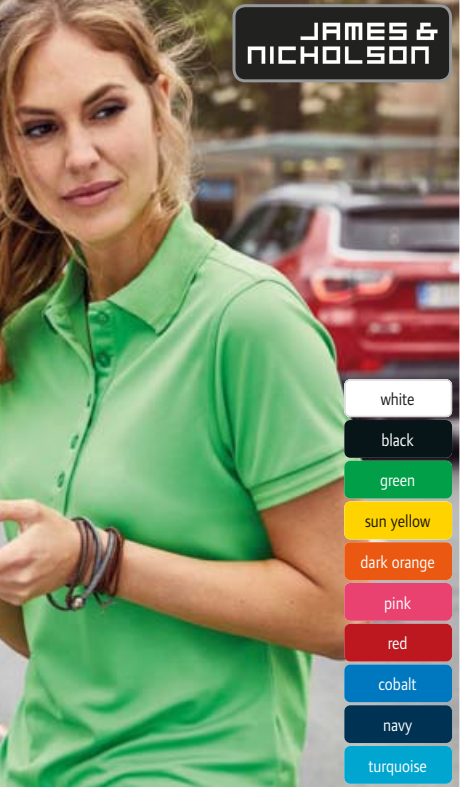 JAMES &
NICHOLSON
white
black
green
sun yellow
dark orange
pink
red
cobalt
navy
turquoise